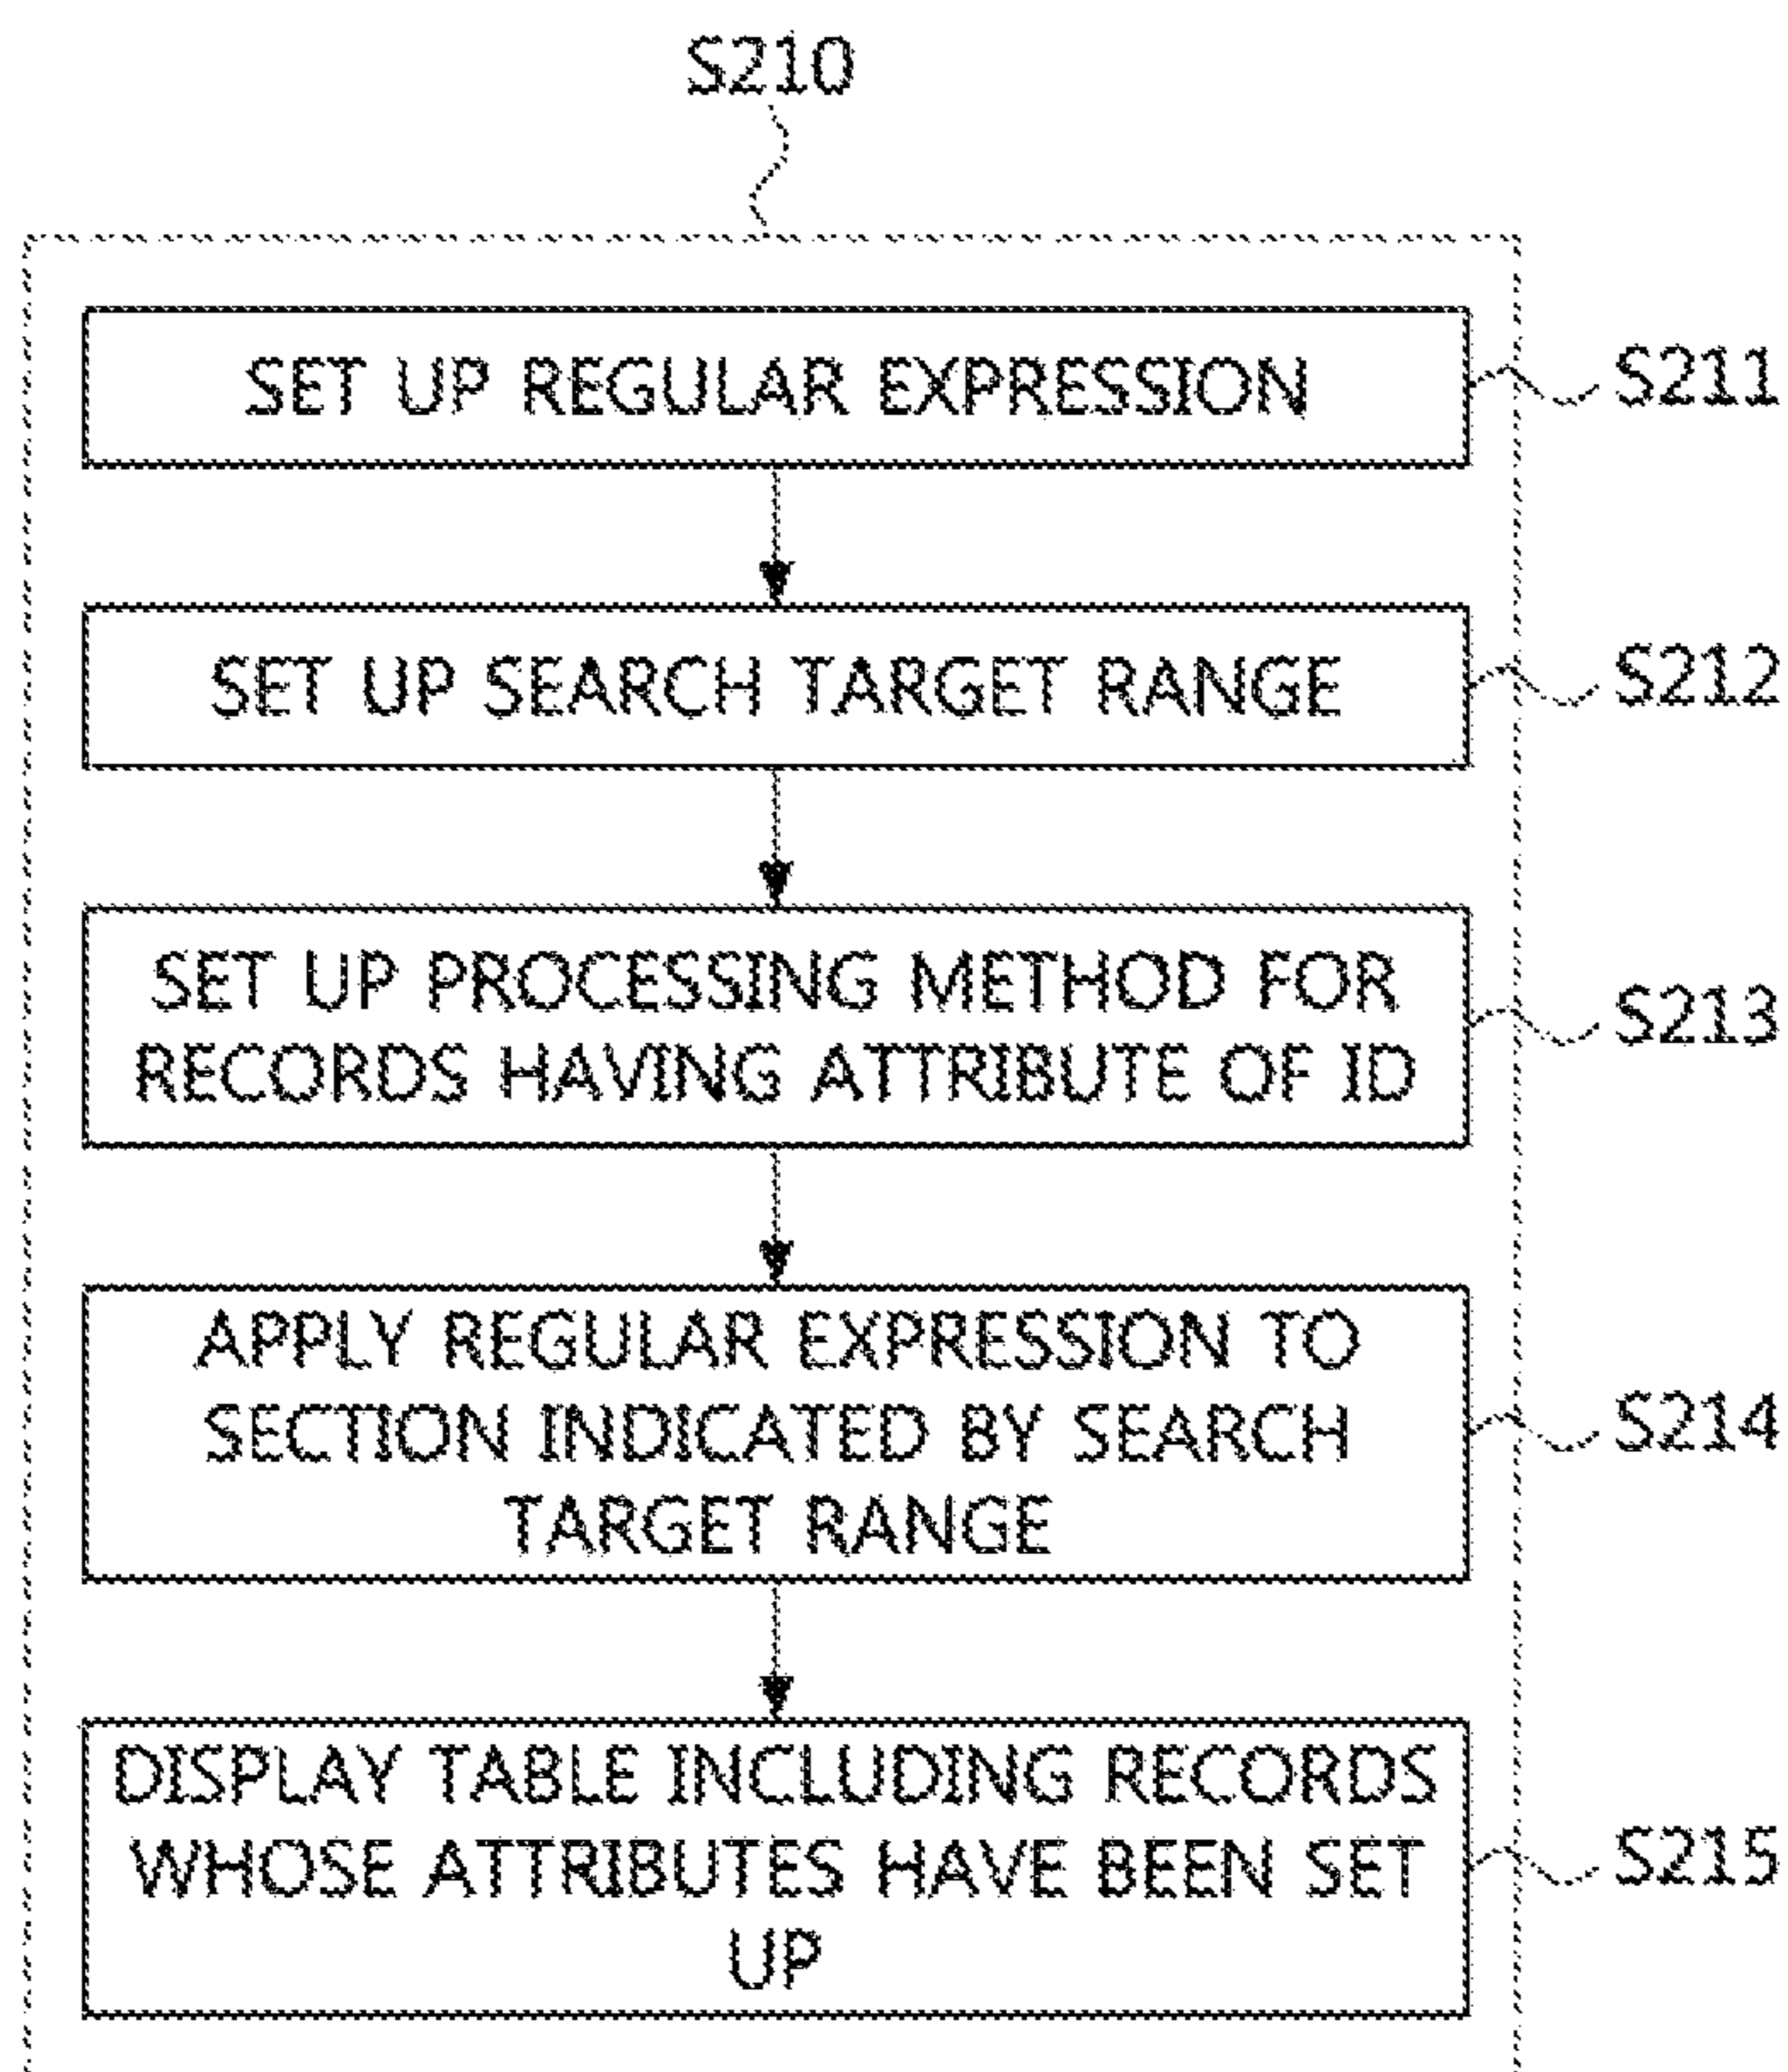 S210
SET UP REGULAR EXPRESSION
S211
SET UP SEARCH TARGET RANGE
S212
SET UP PROCESSING METHOD FOR
RECORDS HAVING ATTRIBUTE OF ID
S213
APPLY REGULAR EXPRESSION TO
SECTION INDICATED BY SEARCH
TARGET RANGE
S214
DISPLAY TABLE INCLUDING RECORDS
WHOSE ATTRIBUTES HAVE BEEN SET
UP
S215